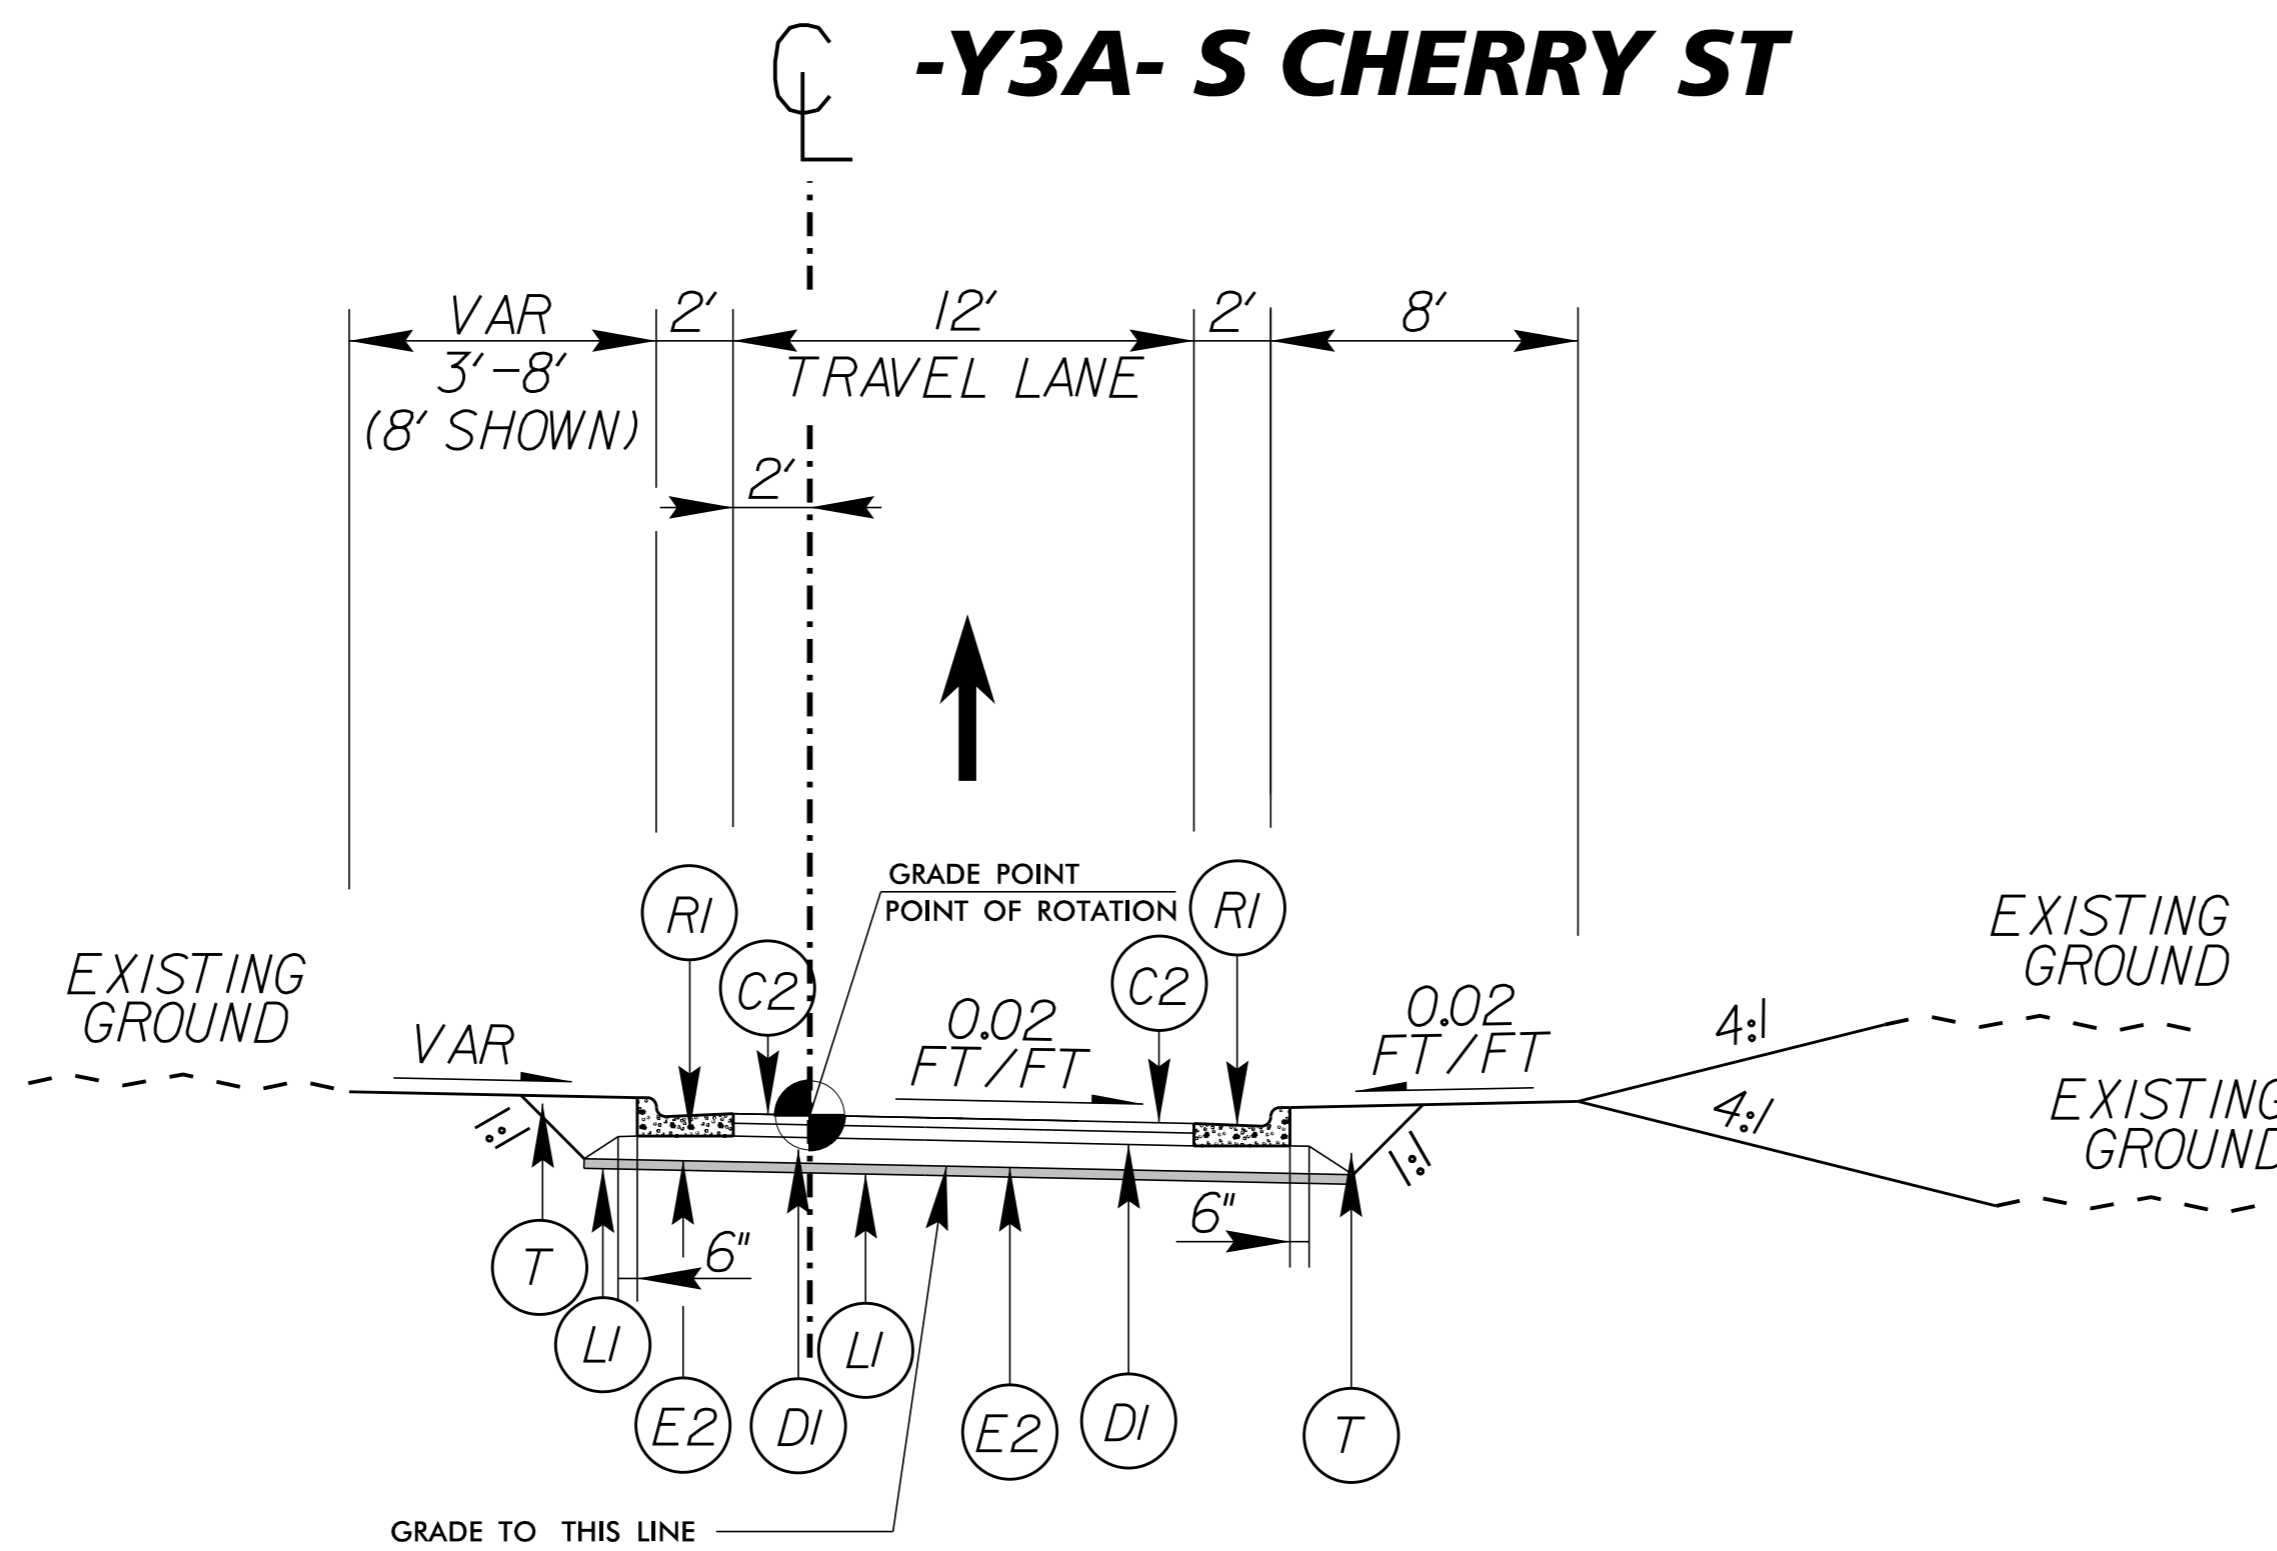 CL -Y3A- S CHERRY ST
VAR
3'-8'
(8' SHOWN)
2'
12'
TRAVEL LANE
2'
8'
2'
GRADE POINT
POINT OF ROTATION
R1
R1
C2
C2
EXISTING
GROUND
VAR
0.02
FT/FT
0.02
FT/FT
4:1
EXISTING
GROUND
4:1
EXISTING
GROUND
1:1
1:1
6"
6"
T
L1
E2
D1
L1
E2
D1
T
GRADE TO THIS LINE